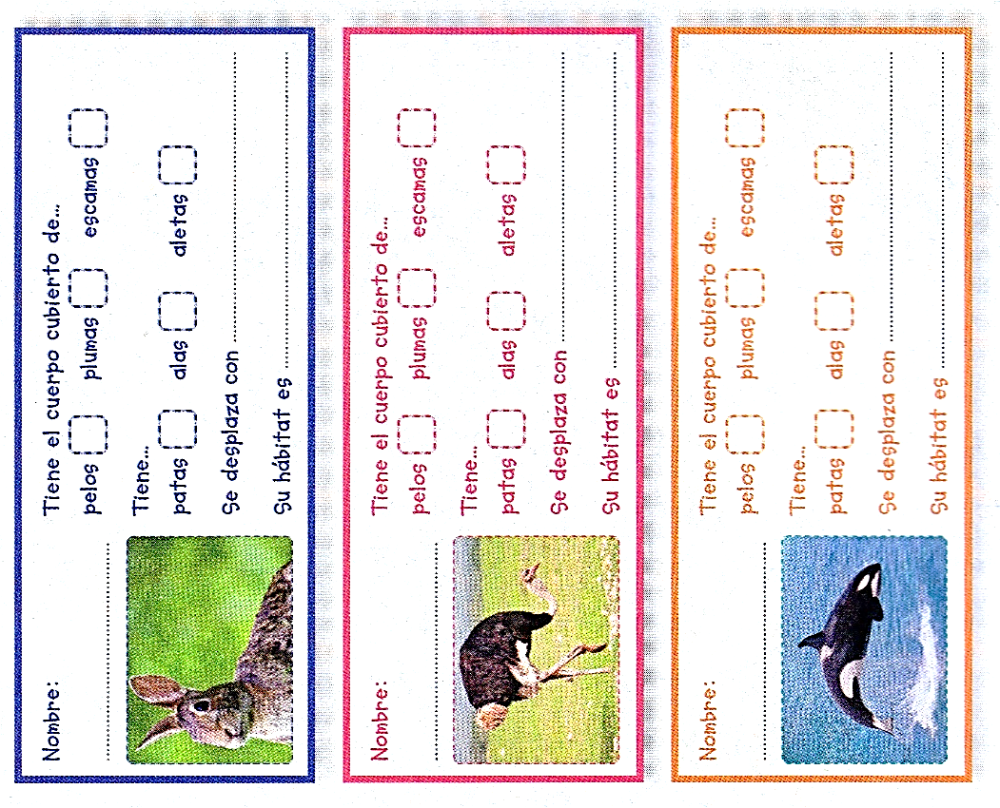 Nombre:
Tiene el cuerpo cubierto de...
pelos plumas escamas
Tiene...
patas alas aletas
Se desplaza con
Su hábitat es
Nombre:
Tiene el cuerpo cubierto de...
pelos plumas escamas
Tiene...
patas alas aletas
Se desplaza con
Su hábitat es
Nombre:
Tiene el cuerpo cubierto de...
pelos plumas escamas
Tiene...
patas alas aletas
Se desplaza con
Su hábitat es